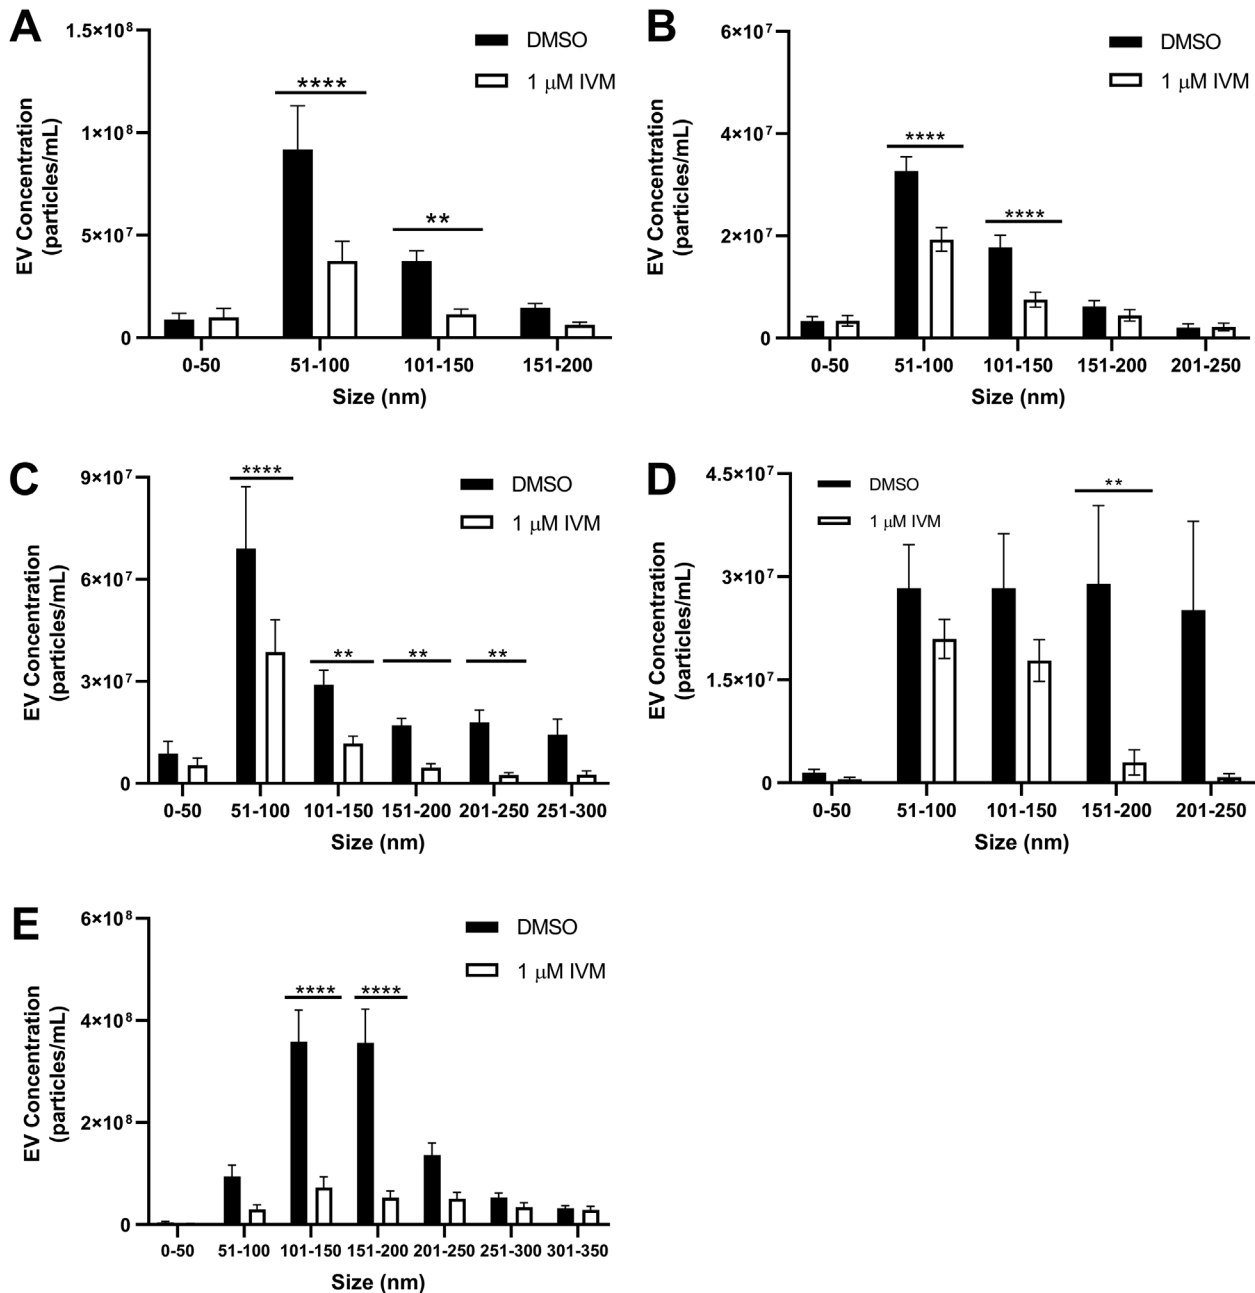 A
1.5×10⁸
1×10⁸
5×10⁷
0
EV Concentration
(particles/mL)
DMSO
1 μM IVM
****
**
0-50 51-100 101-150 151-200
Size (nm)
B
6×10⁷
4×10⁷
2×10⁷
0
EV Concentration
(particles/mL)
DMSO
1 μM IVM
****
****
0-50 51-100 101-150 151-200 201-250
Size (nm)
C
9×10⁷
6×10⁷
3×10⁷
0
EV Concentration
(particles/mL)
DMSO
1 μM IVM
****
** ** **
0-50 51-100 101-150 151-200 201-250 251-300
Size (nm)
D
4.5×10⁷
3×10⁷
1.5×10⁷
0
EV Concentration
(particles/mL)
DMSO
1 μM IVM
**
0-50 51-100 101-150 151-200 201-250
Size (nm)
E
6×10⁸
4×10⁸
2×10⁸
0
EV Concentration
(particles/mL)
DMSO
1 μM IVM
**** ****
0-50 51-100 101-150 151-200 201-250 251-300 301-350
Size (nm)